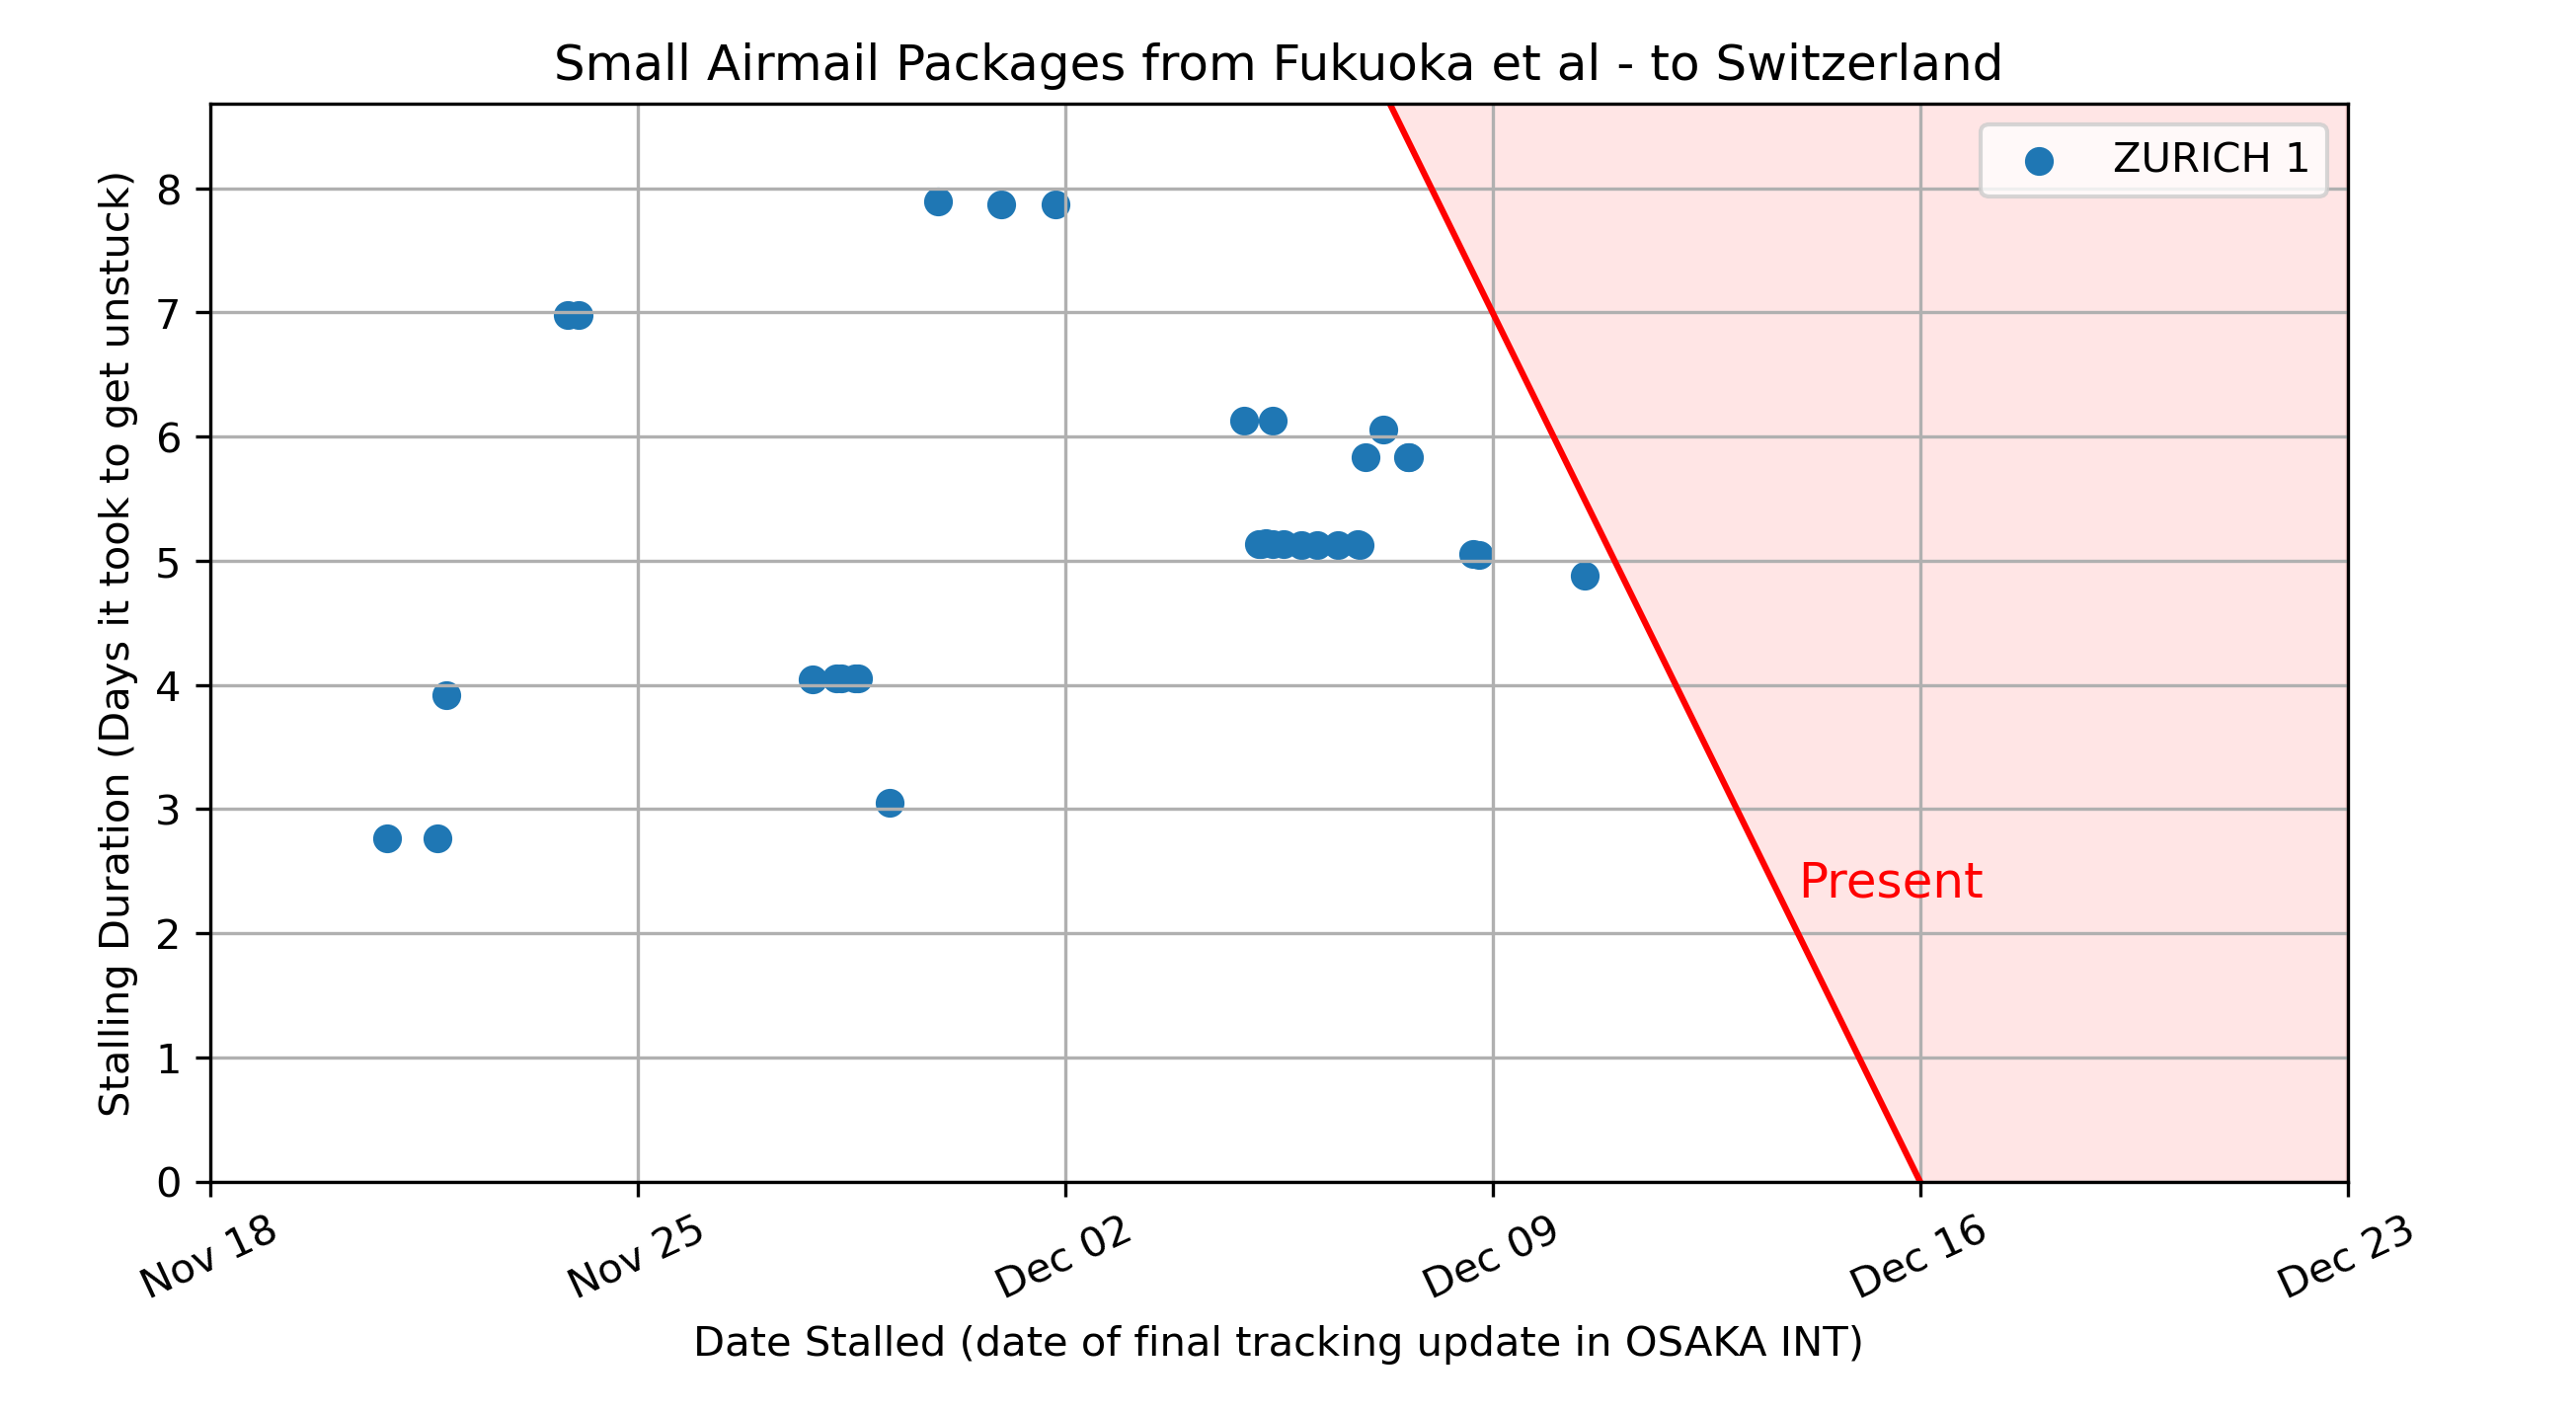 Small Airmail Packages from Fukuoka et al - to Switzerland
ZURICH 1
Stalling Duration (Days it took to get unstuck)
8
7
6
5
4
3
2
1
0
Present
Nov 18
Nov 25
Dec 02
Dec 09
Dec 16
Dec 23
Date Stalled (date of final tracking update in OSAKA INT)